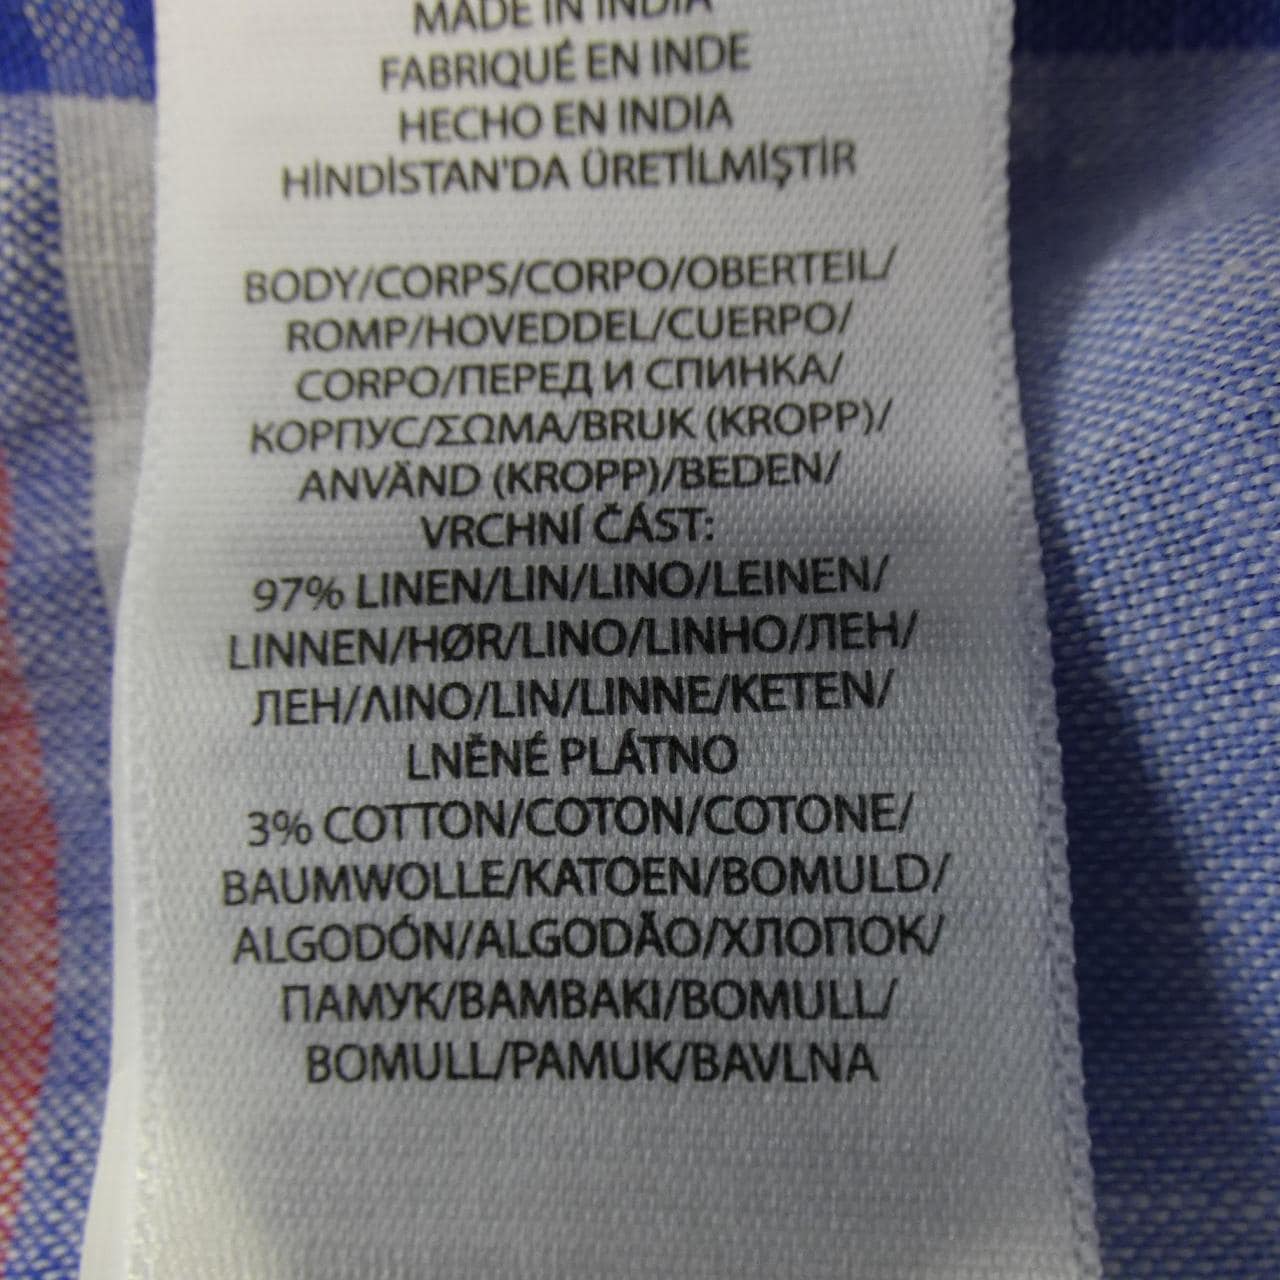 MADE IN INDIA
FABRIQUÉ EN INDE
HECHO EN INDIA
HİNDİSTAN'DA ÜRETİLMİŞTİR
BODY/CORPS/CORPO/OBERTEIL/
ROMP/HOVEDDEL/CUERPO/
CORPO/ПЕРЕД И СПИНКА/
КОРПУС/ΣΩΜΑ/BRUK (KROPP)/
ANVÄND (KROPP)/BEDEN/
VRCHNÍ ČÁST:
97% LINEN/LIN/LINO/LEINEN/
LINNEN/HØR/LINO/LINHO/ЛЕН/
ЛЕН/ΛΙΝΟ/LIN/LINNE/KETEN/
LNĚNÉ PLÁTNO
3% COTTON/COTON/COTONE/
BAUMWOLLE/KATOEN/BOMULD/
ALGODÓN/ALGODÃO/ХЛОПОК/
ПАМУК/ΒΑΜΒΑΚΙ/BOMULL/
BOMULL/PAMUK/BAVLNA